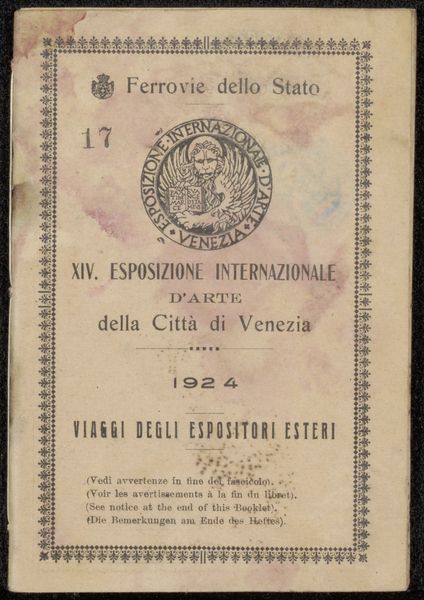 Ferrovie dello Stato
17
ESPOSIZIONE·INTERNAZIONALE·D'ARTE
VENEZIA
XIV. ESPOSIZIONE INTERNAZIONALE
D'ARTE
della Città di Venezia
1924
VIAGGI DEGLI ESPOSITORI ESTERI
(Vedi avvertenze in fine del fascicolo).
(Voir les avertissements à la fin du libret).
(See notice at the end of this Booklet).
(Die Bemerkungen am Ende des Heftes).